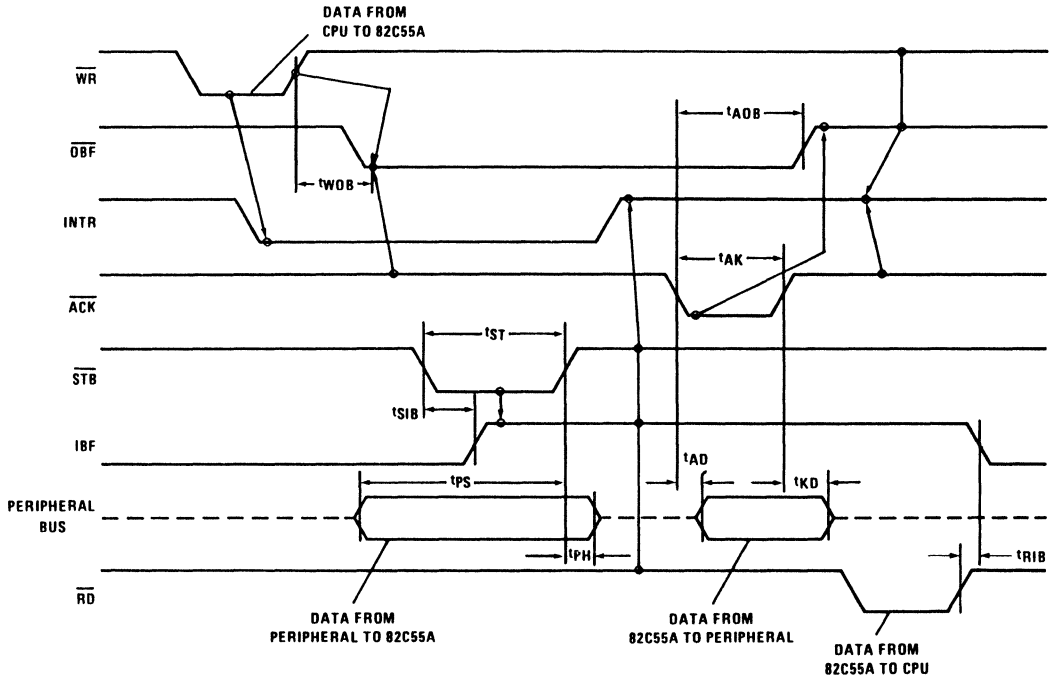 DATA FROM
CPU TO 82C55A
WR
tAOB
OBF
tWOB
INTR
tAK
ACK
tST
STB
tSIB
IBF
tAD
tKD
tPS
PERIPHERAL
BUS
tPH
tRIB
RD
DATA FROM
PERIPHERAL TO 82C55A
DATA FROM
82C55A TO PERIPHERAL
DATA FROM
82C55A TO CPU